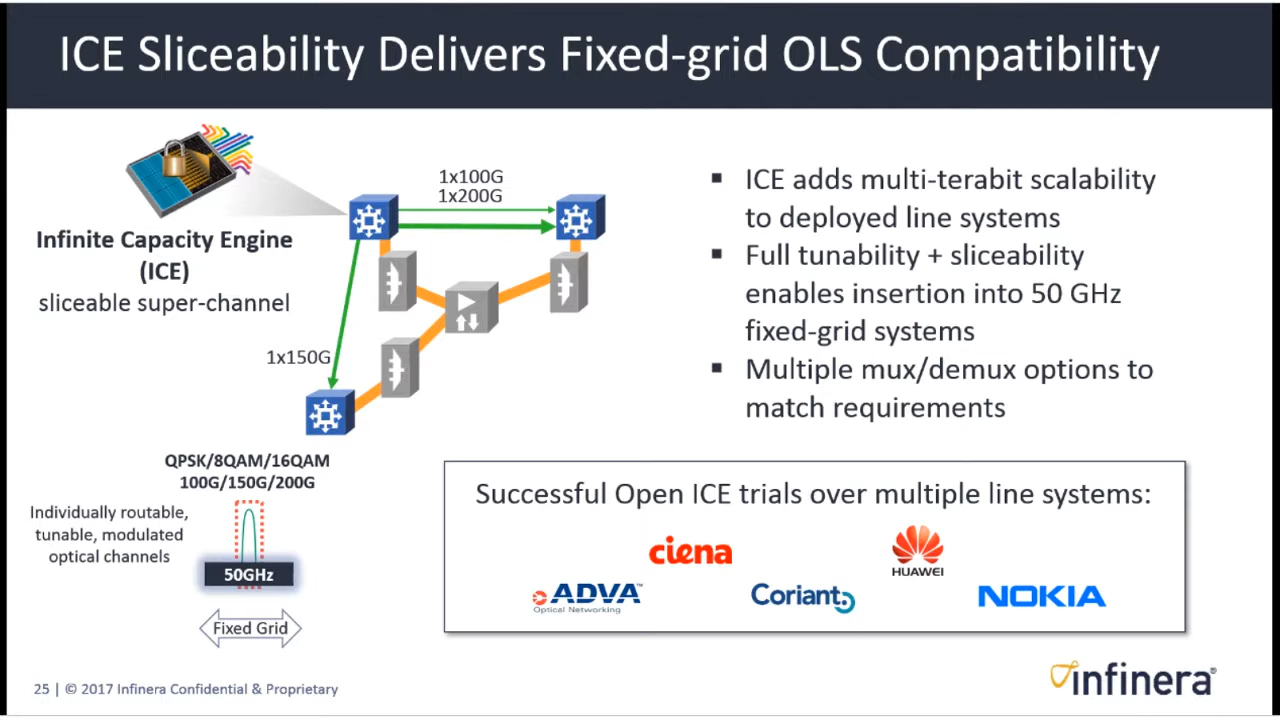 ICE Sliceability Delivers Fixed-grid OLS Compatibility
1x100G
1x200G
Infinite Capacity Engine
(ICE)
sliceable super-channel
1x150G
▪ ICE adds multi-terabit scalability
to deployed line systems
▪ Full tunability + sliceability
enables insertion into 50 GHz
fixed-grid systems
▪ Multiple mux/demux options to
match requirements
QPSK/8QAM/16QAM
100G/150G/200G
Individually routable,
tunable, modulated
optical channels
50GHz
Fixed Grid
Successful Open ICE trials over multiple line systems:
ciena
HUAWEI
ADVA™
Optical Networking
Coriant
NOKIA
25 | © 2017 Infinera Confidential & Proprietary
infinera®